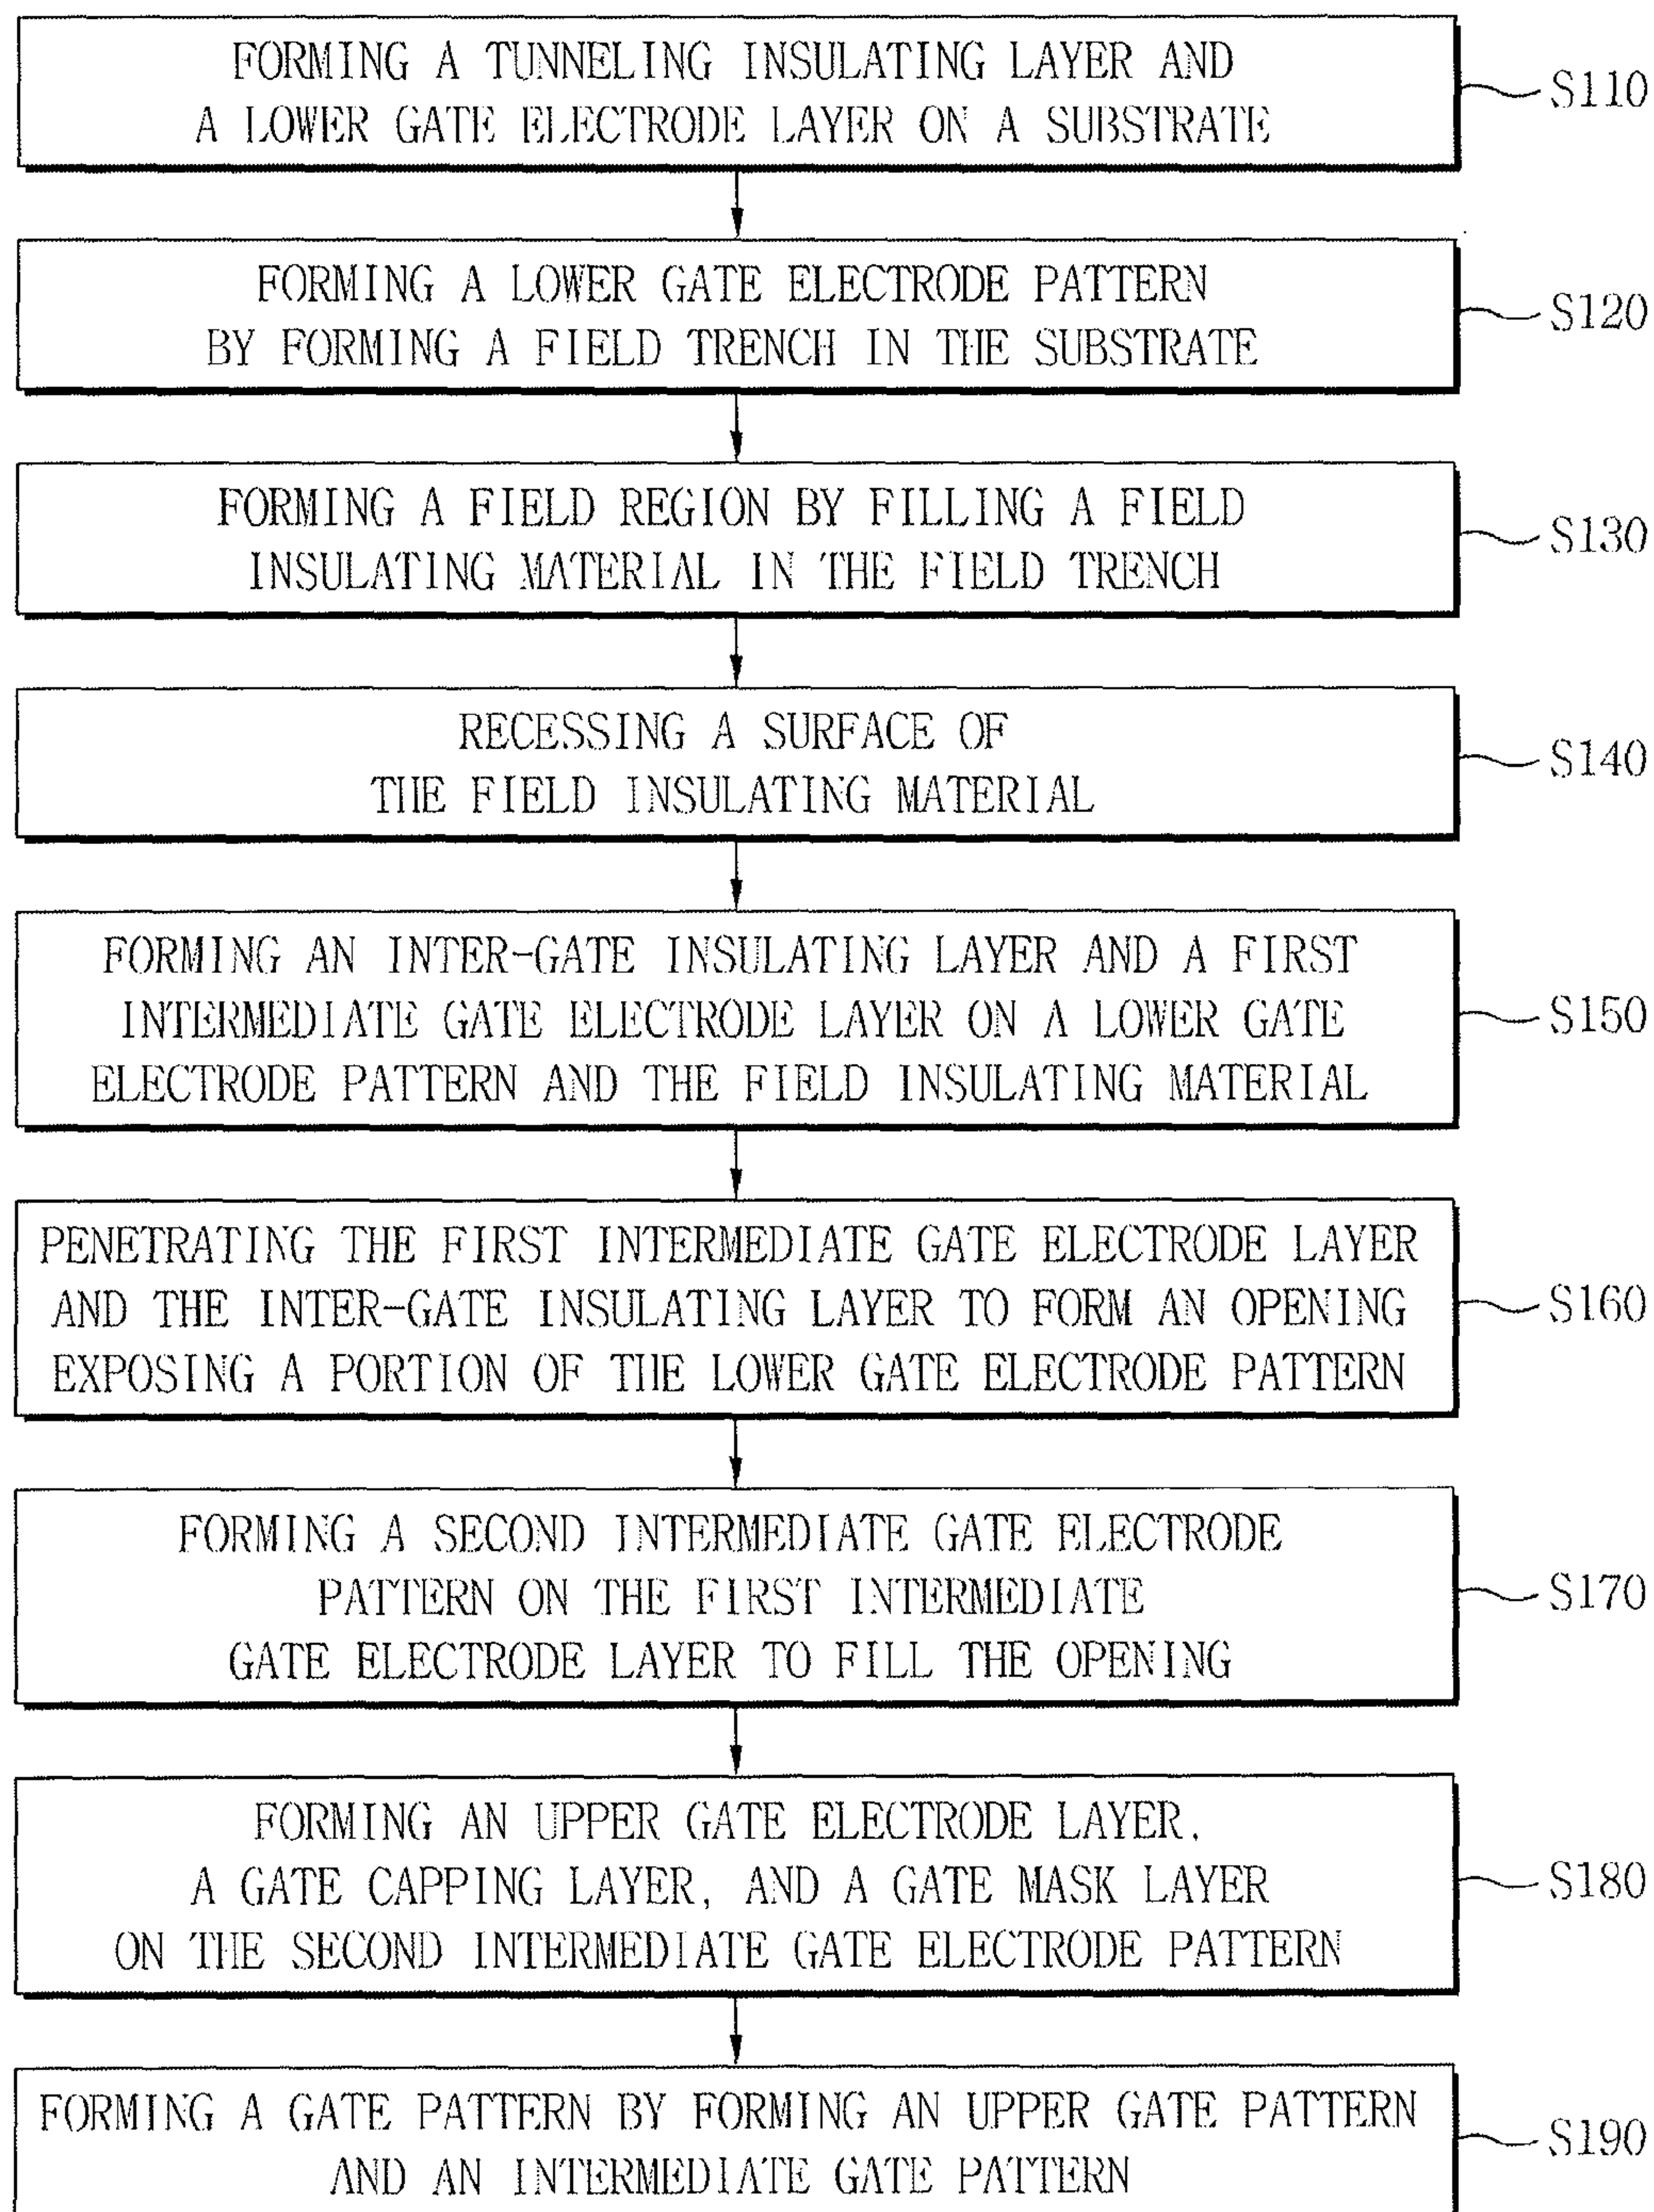 FORMING A TUNNELING INSULATING LAYER AND
A LOWER GATE ELECTRODE LAYER ON A SUBSTRATE
S110
FORMING A LOWER GATE ELECTRODE PATTERN
BY FORMING A FIELD TRENCH IN THE SUBSTRATE
S120
FORMING A FIELD REGION BY FILLING A FIELD
INSULATING MATERIAL IN THE FIELD TRENCH
S130
RECESSING A SURFACE OF
THE FIELD INSULATING MATERIAL
S140
FORMING AN INTER-GATE INSULATING LAYER AND A FIRST
INTERMEDIATE GATE ELECTRODE LAYER ON A LOWER GATE
ELECTRODE PATTERN AND THE FIELD INSULATING MATERIAL
S150
PENETRATING THE FIRST INTERMEDIATE GATE ELECTRODE LAYER
AND THE INTER-GATE INSULATING LAYER TO FORM AN OPENING
EXPOSING A PORTION OF THE LOWER GATE ELECTRODE PATTERN
S160
FORMING A SECOND INTERMEDIATE GATE ELECTRODE
PATTERN ON THE FIRST INTERMEDIATE
GATE ELECTRODE LAYER TO FILL THE OPENING
S170
FORMING AN UPPER GATE ELECTRODE LAYER,
A GATE CAPPING LAYER, AND A GATE MASK LAYER
ON THE SECOND INTERMEDIATE GATE ELECTRODE PATTERN
S180
FORMING A GATE PATTERN BY FORMING AN UPPER GATE PATTERN
AND AN INTERMEDIATE GATE PATTERN
S190